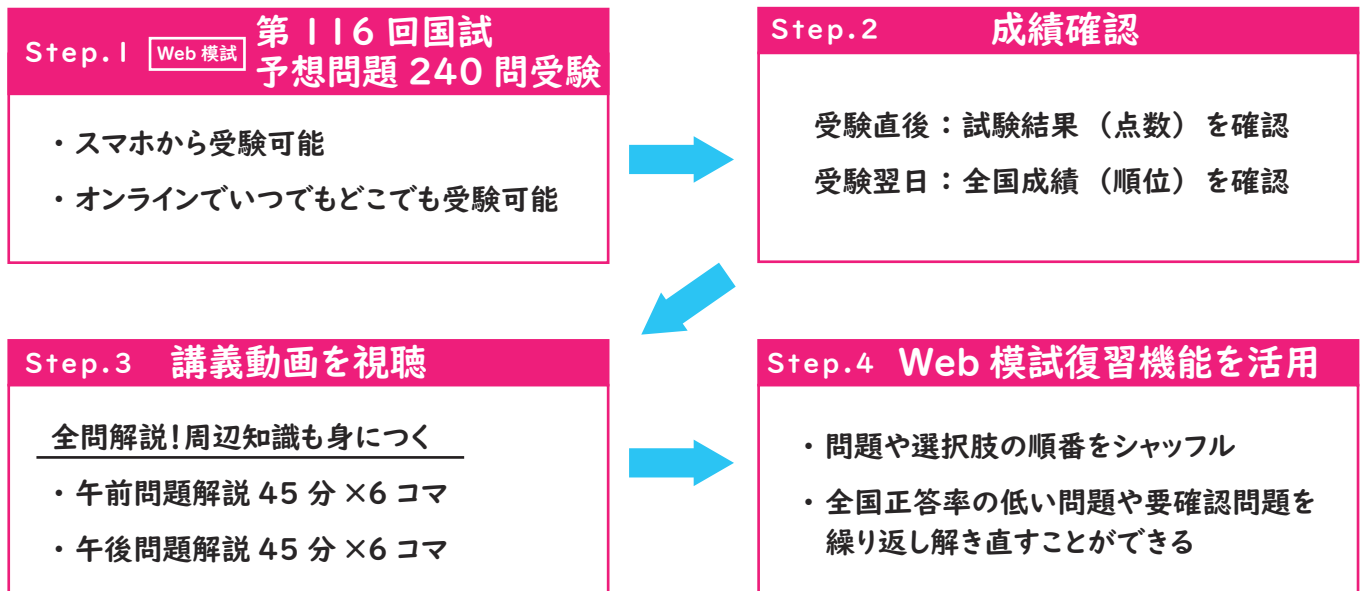 Step.1 Web模試 第116回国試
予想問題240問受験
・スマホから受験可能
・オンラインでいつでもどこでも受験可能
Step.2 成績確認
受験直後：試験結果（点数）を確認
受験翌日：全国成績（順位）を確認
Step.3 講義動画を視聴
全問解説！周辺知識も身につく
・午前問題解説45分×6コマ
・午後問題解説45分×6コマ
Step.4 Web模試復習機能を活用
・問題や選択肢の順番をシャッフル
・全国正答率の低い問題や要確認問題を
繰り返し解き直すことができる